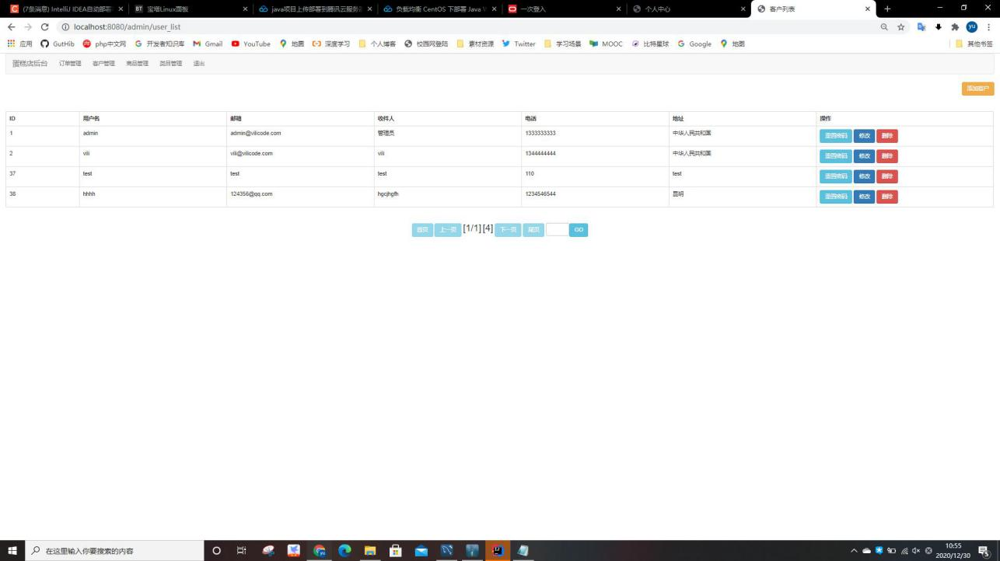 (7条消息) IntelliJ IDEA自动部署
宝塔Linux面板
java项目上传部署到腾讯云服务器
负载均衡 CentOS 下部署 Java V
一次登入
个人中心
客户列表
localhost:8080/admin/user_list
应用 GutHib php中文网 开发者知识库 Gmail YouTube 地图 深度学习 个人博客 校园网登陆 素材资源 Twitter 学习场景 MOOC 比特星球 Google 地图 其他书签
蛋糕店后台 订单管理 客户管理 商品管理 类目管理 退出
添加客户
ID 用户名 邮箱 收件人 电话 地址 操作
1 admin admin@vilicode.com 管理员 1333333333 中华人民共和国 重置密码 修改 删除
2 vili vili@vilicode.com vili 1344444444 中华人民共和国 重置密码 修改 删除
37 test test test 110 test 重置密码 修改 删除
38 hhhh 124356@qq.com hgcjhgfh 1234546544 昆明 重置密码 修改 删除
首页 上一页 [1/1] [4] 下一页 尾页 GO
在这里输入你要搜索的内容
10:55
2020/12/30